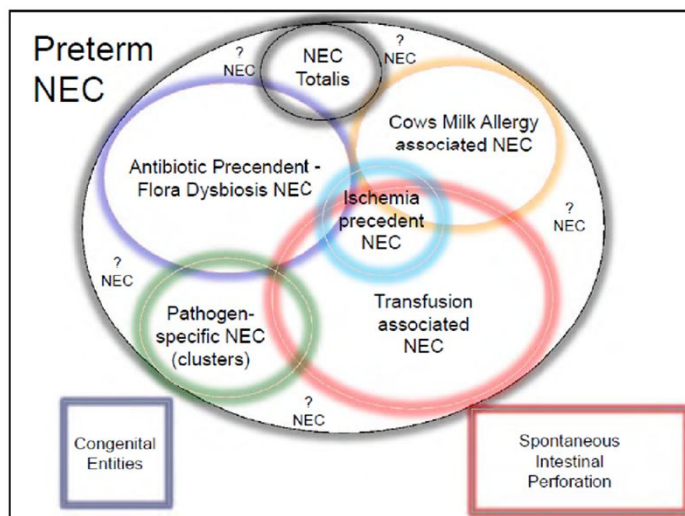 Preterm
NEC
?
NEC
NEC
Totalis
?
NEC
Cows Milk Allergy
associated NEC
Antibiotic Precendent -
Flora Dysbiosis NEC
Ischemia
precedent
NEC
?
NEC
?
NEC
Pathogen-
specific NEC
(clusters)
Transfusion
associated
NEC
?
NEC
Congenital
Entities
Spontaneous
Intestinal
Perforation